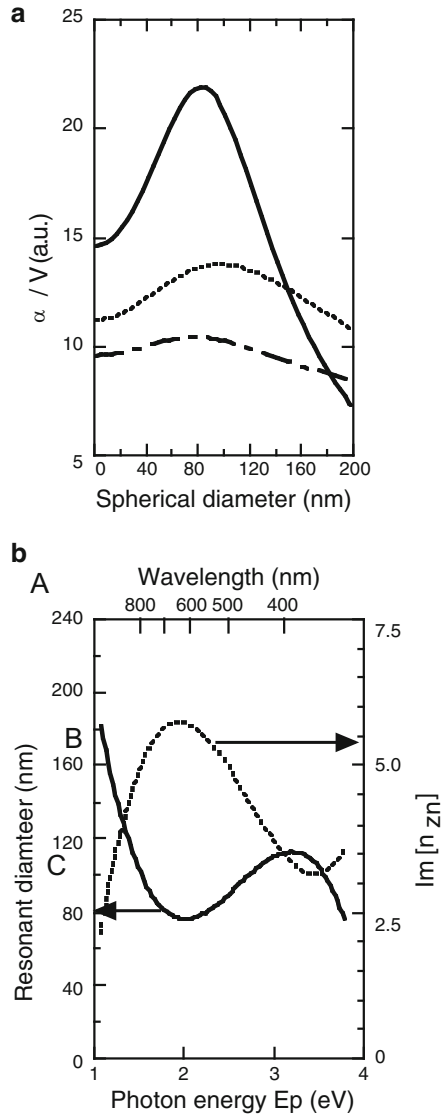 a
25
20
15
10
5
α / V (a.u.)
0 40 80 120 160 200
Spherical diameter (nm)
b
A
Wavelength (nm)
800 600 500 400
240
220
B
160
120
C
80
40
0
Resonant diamteer (nm)
7.5
5.0
2.5
0
Im [n zn]
1 2 3 4
Photon energy Ep (eV)